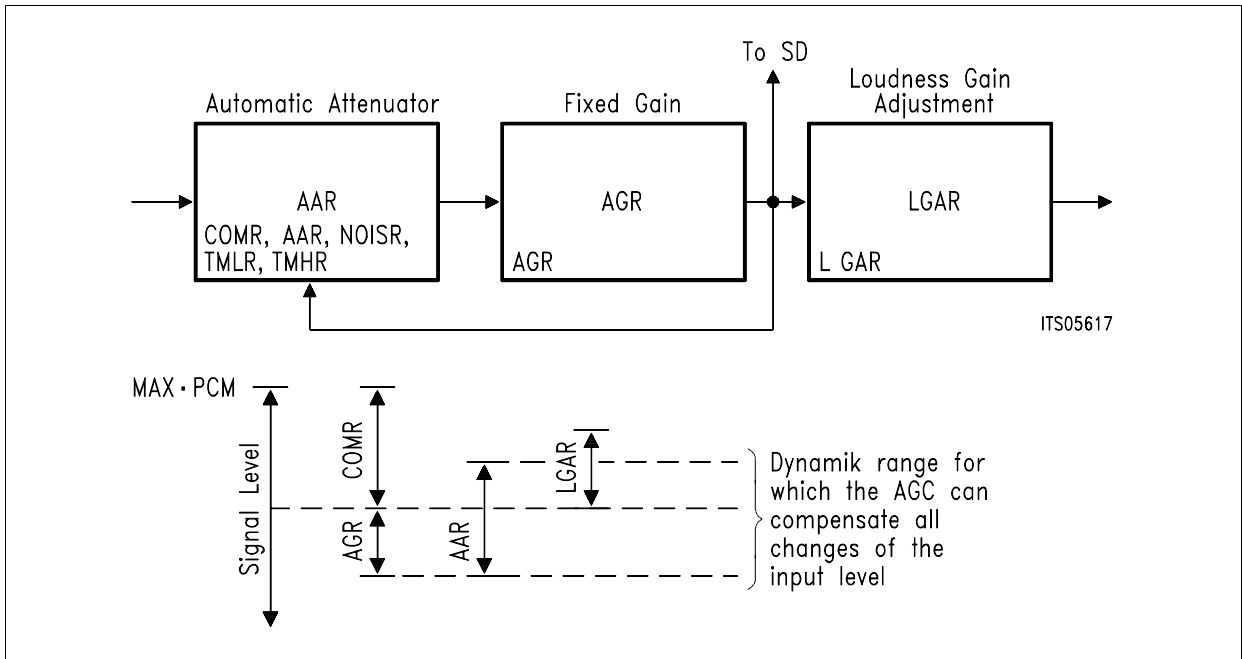 To SD
Automatic Attenuator
Fixed Gain
Loudness Gain
Adjustment
AAR
COMR, AAR, NOISR,
TMLR, TMHR
AGR
AGR
LGAR
L GAR
ITS05617
MAX·PCM
Signal Level
COMR
AGR
AAR
LGAR
Dynamik range for
which the AGC can
compensate all
changes of the
input level